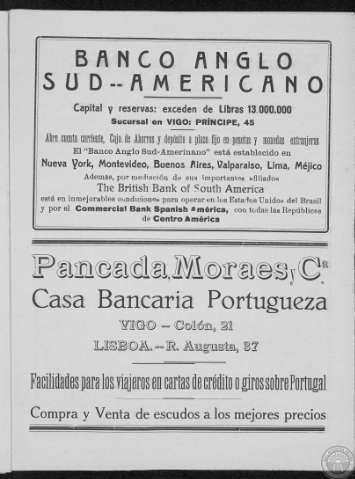 BANCO ANGLO
SUD--AMERICANO
Capital y reservas: exceden de Libras 13.000.000
Sucursal en VIGO: PRÍNCIPE, 45
Abre cuenta corriente, Caja de Ahorros y depósito a plazo fijo en pesetas y monedas extranjeras
El "Banco Anglo Sud-Amerinano" está establecido en
Nueva York, Montevideo, Buenos Aires, Valparaiso, Lima, Méjico
Además, por mediación de sus importantes afiliados
The British Bank of South America
está en inmejorables condiciones para operar en los Estados Unidos del Brasil
y por el Commercial Bank Spanish América, con todas las Repúblicas
de Centro América
Pancada, Moraes y C.ª
Casa Bancaria Portugueza
VIGO – Colón, 21
LISBOA.–R. Augusta, 37
Facilidades para los viajeros en cartas de crédito o giros sobre Portugal
Compra y Venta de escudos a los mejores precios